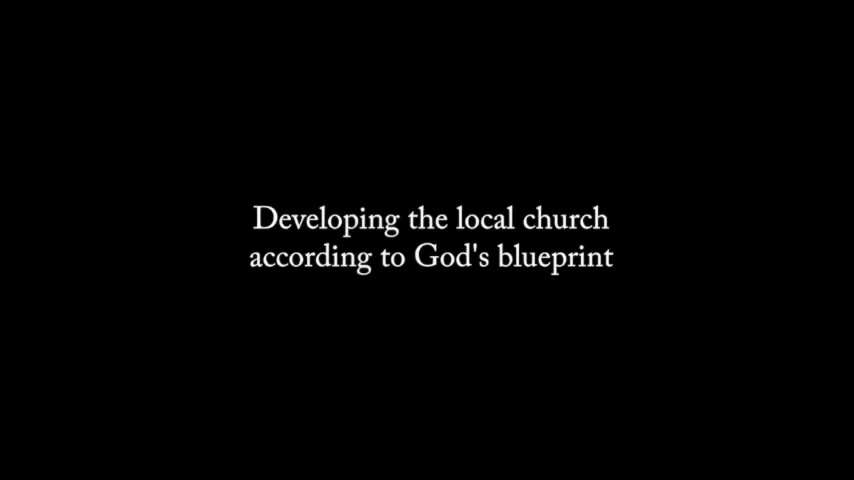 Developing the local church
according to God's blueprint